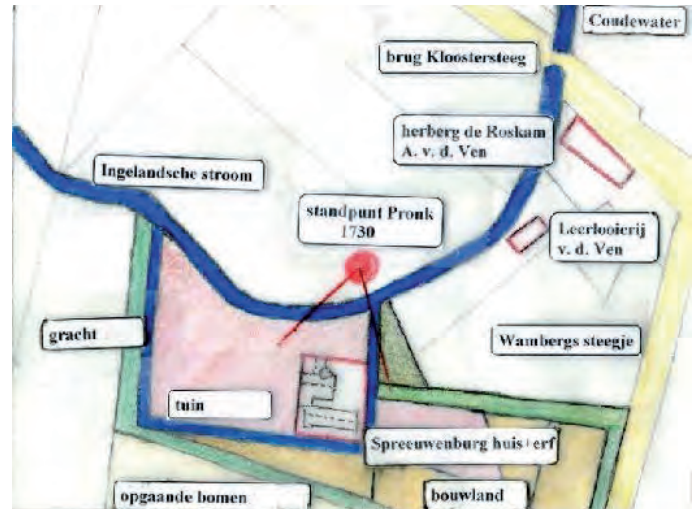 Coudewater
brug Kloostersteeg
herberg de Roskam
A. v. d. Ven
Ingelandsche stroom
standpunt Pronk
1730
Leerlooierij
v. d. Ven
gracht
Wambergs steegje
tuin
Spreeuwenburg huis+erf
opgaande bomen
bouwland